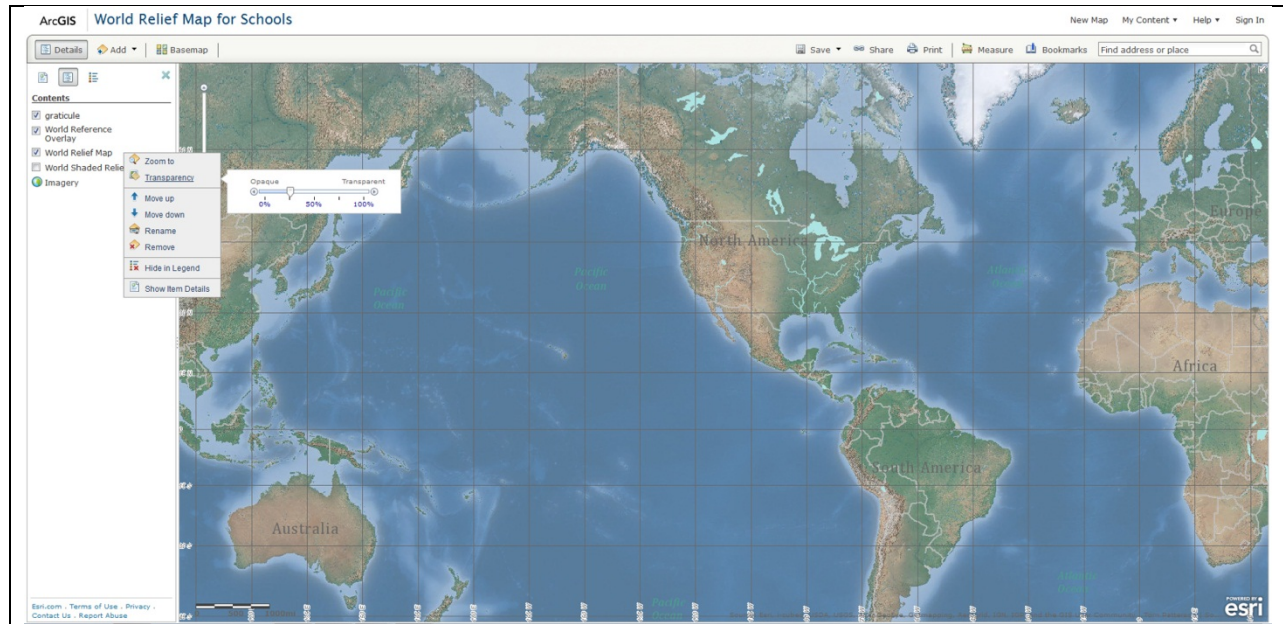 ArcGIS World Relief Map for Schools
New Map My Content Help Sign In
Details Add Basemap
Save Share Print Measure Bookmarks Find address or place
Contents
graticule
World Reference
Overlay
World Relief Map
World Shaded Relie
Imagery
Zoom to
Transparency
Move up
Move down
Rename
Remove
Hide in Legend
Show Item Details
Opaque Transparent
0% 50% 100%
North America
Europe
Pacific
Ocean
Pacific
Ocean
Atlantic
Africa
South America
Australia
Atlantic
Pacific
Esri.com . Terms of Use . Privacy .
Contact Us . Report Abuse
POWERED BY
esri